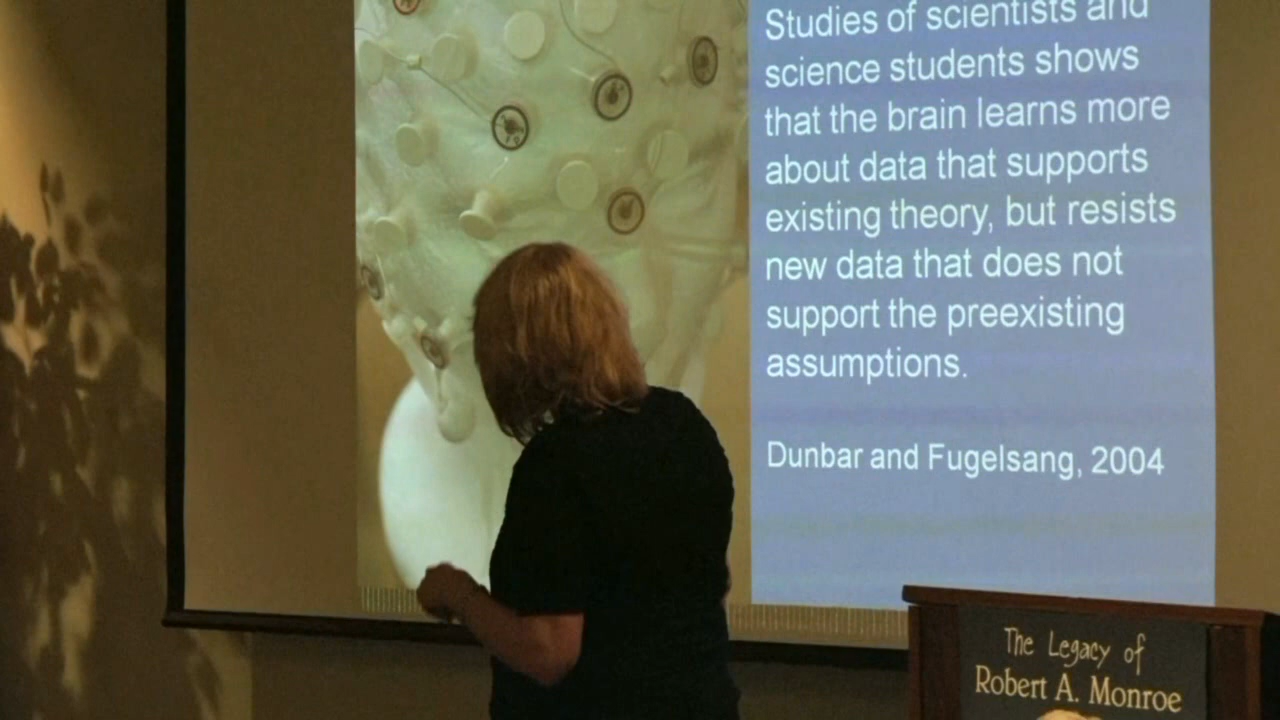 Studies of scientists and
science students shows
that the brain learns more
about data that supports
existing theory, but resists
new data that does not
support the preexisting
assumptions.
Dunbar and Fugelsang, 2004
The Legacy of
Robert A. Monroe